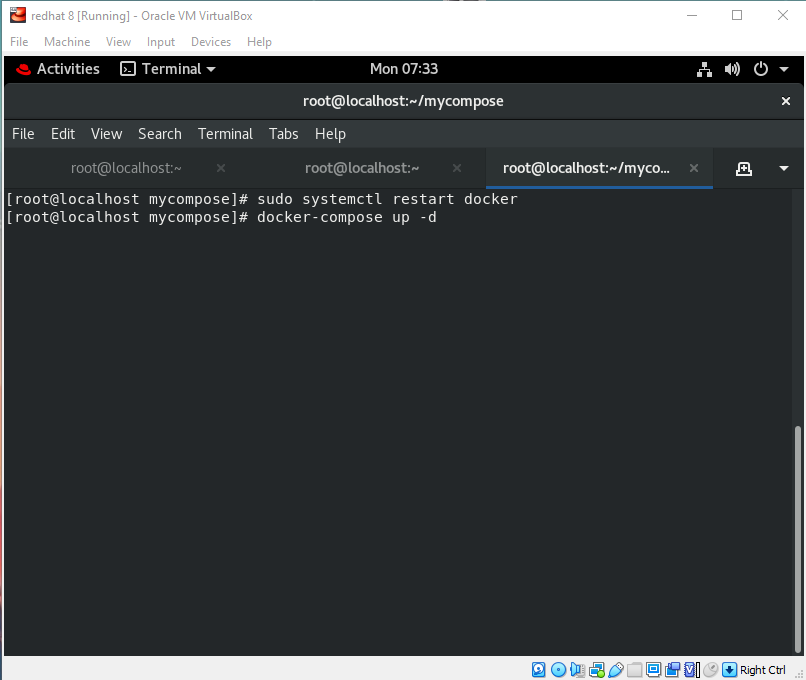 redhat 8 [Running] - Oracle VM VirtualBox
File Machine View Input Devices Help
Activities Terminal Mon 07:33
root@localhost:~/mycompose
File Edit View Search Terminal Tabs Help
root@localhost:~ root@localhost:~ root@localhost:~/myco...
[root@localhost mycompose]# sudo systemctl restart docker
[root@localhost mycompose]# docker-compose up -d
Right Ctrl